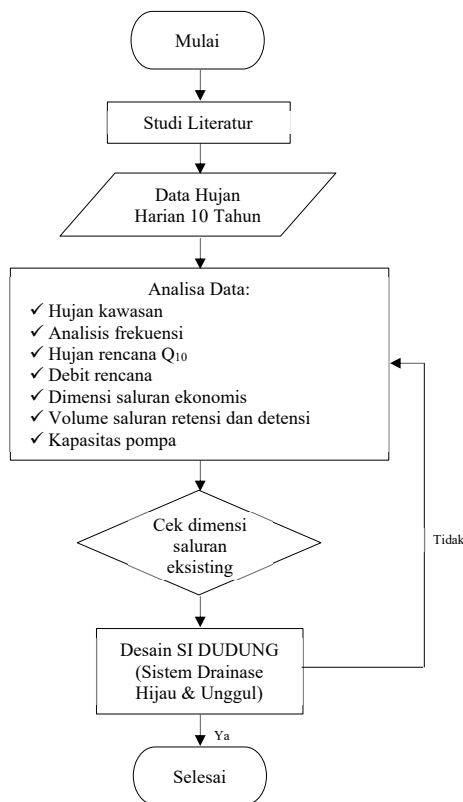 Mulai
Studi Literatur
Data Hujan
Harian 10 Tahun
Analisa Data:
✓ Hujan kawasan
✓ Analisis frekuensi
✓ Hujan rencana Q₁₀
✓ Debit rencana
✓ Dimensi saluran ekonomis
✓ Volume saluran retensi dan detensi
✓ Kapasitas pompa
Cek dimensi
saluran
eksisting
Tidak
Desain SI DUDUNG
(Sistem Drainase
Hijau & Unggul)
Ya
Selesai